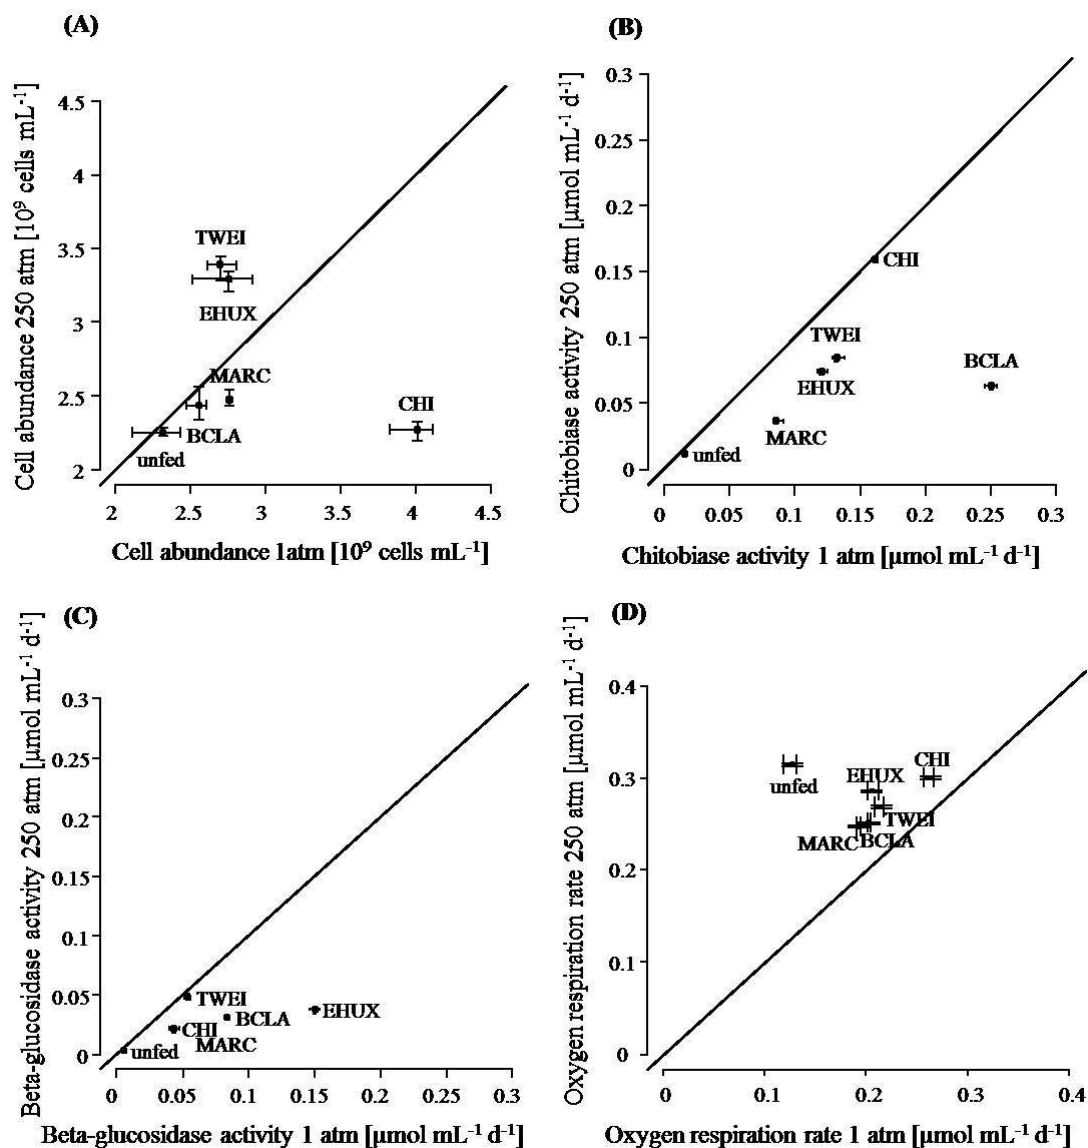 (A)
Cell abundance 250 atm [10⁹ cells mL⁻¹]
4.5
4
3.5
3
2.5
2
TWEI
EHUX
MARC
CHI
BCLA
unfed
2 2.5 3 4 4.5
Cell abundance 1atm [10⁹ cells mL⁻¹]
(B)
Chitobiase activity 250 atm [µmol mL⁻¹ d⁻¹]
0.3
0.25
0.2
0.15
0.1
0.05
0
CHI
TWEI
BCLA
EHUX
MARC
unfed
0 0.05 0.1 0.15 0.2 0.25 0.3
Chitobiase activity 1 atm [µmol mL⁻¹ d⁻¹]
(C)
Beta-glucosidase activity 250 atm [µmol mL⁻¹ d⁻¹]
0.3
0.25
0.2
0.15
0.1
0.05
0
TWEI
EHUX
BCLA
CHI
MARC
unfed
0 0.05 0.1 0.15 0.2 0.25 0.3
Beta-glucosidase activity 1 atm [µmol mL⁻¹ d⁻¹]
(D)
Oxygen respiration rate 250 atm [µmol mL⁻¹ d⁻¹]
0.4
0.3
0.2
0.1
0
CHI
EHUX
unfed
TWEI
MARC BCLA
0 0.1 0.2 0.3 0.4
Oxygen respiration rate 1 atm [µmol mL⁻¹ d⁻¹]